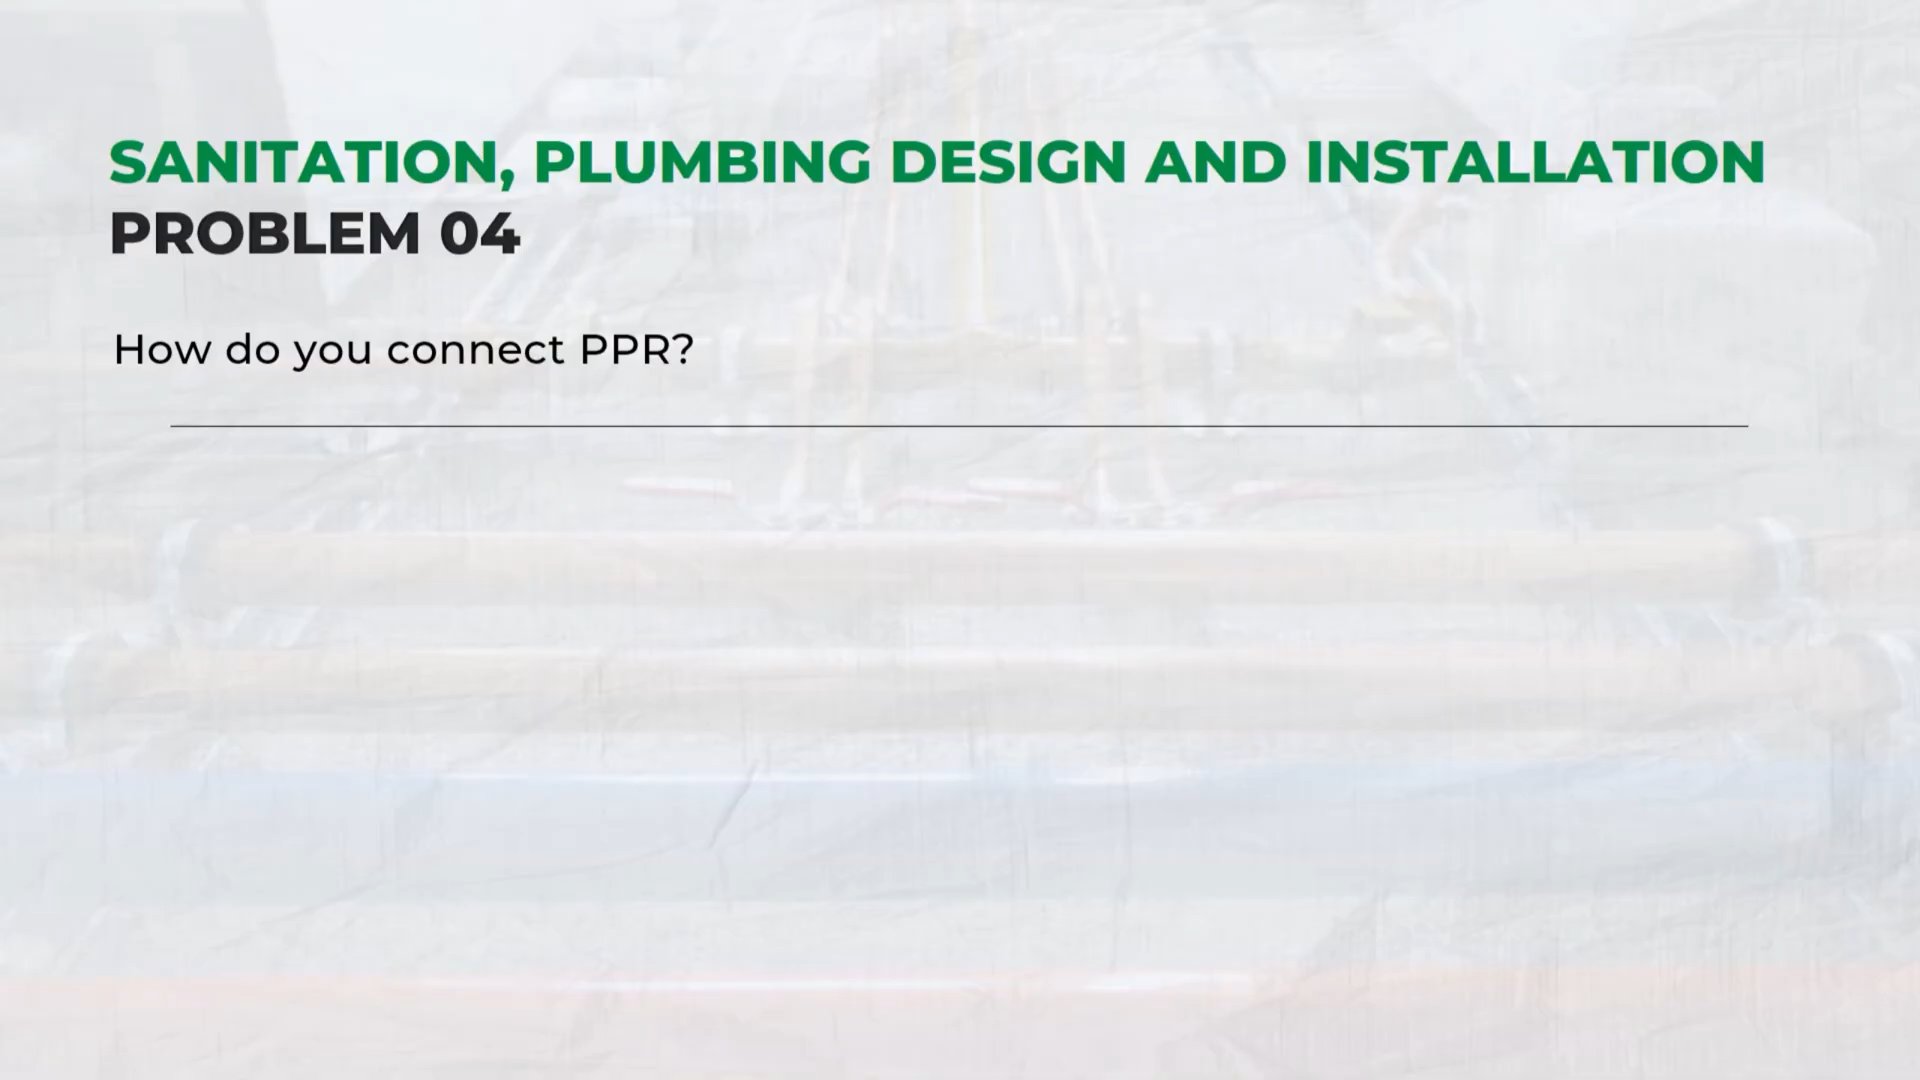 SANITATION, PLUMBING DESIGN AND INSTALLATION
PROBLEM 04
How do you connect PPR?